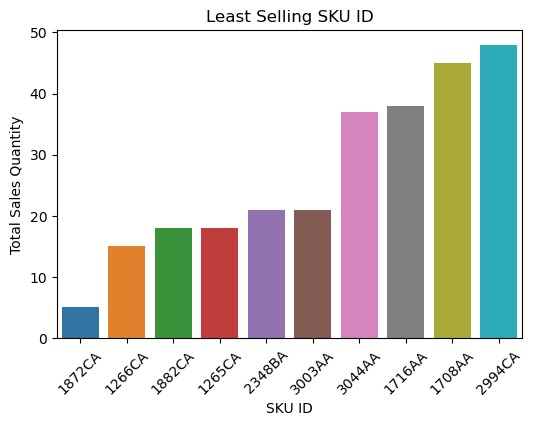 Least Selling SKU ID
Total Sales Quantity
50
40
30
20
10
0
1872CA
1266CA
1882CA
1265CA
2348BA
3003AA
3044AA
1716AA
1708AA
2994CA
SKU ID